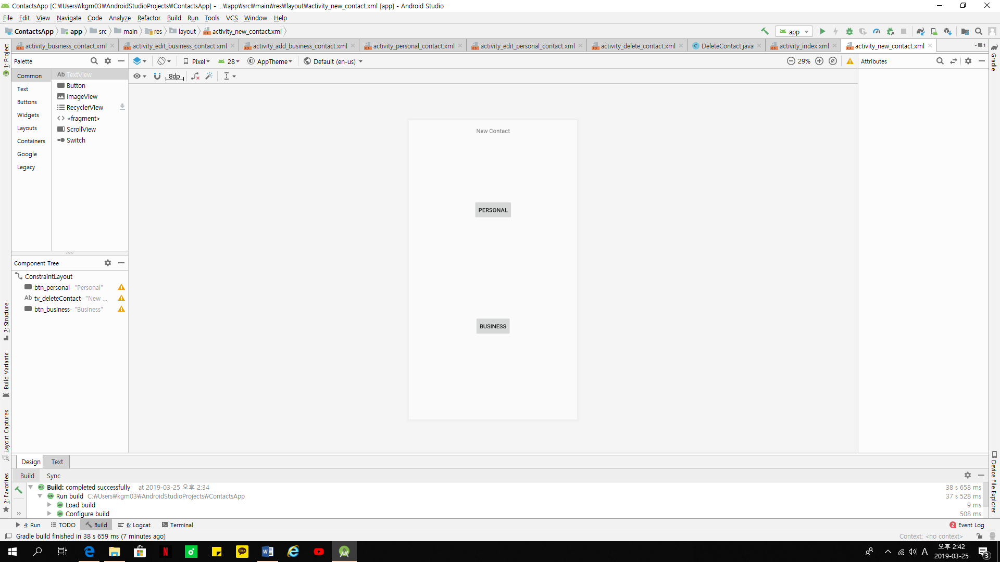 ContactsApp [C:₩Users₩kgm03₩AndroidStudioProjects₩ContactsApp] - ...₩app₩src₩main₩res₩layout₩activity_new_contact.xml [app] - Android Studio
File Edit View Navigate Code Analyze Refactor Build Run Tools VCS Window Help
ContactsApp app src main res layout activity_new_contact.xml app
activity_business_contact.xml activity_edit_business_contact.xml activity_add_business_contact.xml activity_personal_contact.xml activity_edit_personal_contact.xml activity_delete_contact.xml DeleteContact.java activity_index.xml activity_new_contact.xml
1: Project
Gradle
Palette
Pixel 28 AppTheme Default (en-us) 29%
Attributes
8dp
Common
Text
Buttons
Widgets
Layouts
Containers
Google
Legacy
Ab TextView
Button
ImageView
RecyclerView
<fragment>
ScrollView
Switch
New Contact
PERSONAL
BUSINESS
Component Tree
ConstraintLayout
btn_personal- "Personal"
Ab tv_deleteContact- "New ...
btn_business- "Business"
7: Structure
Build Variants
Layout Captures
2: Favorites
Device File Explorer
Design Text
Build Sync
Build: completed successfully at 2019-03-25 오후 2:34 38 s 658 ms
Run build C:₩Users₩kgm03₩AndroidStudioProjects₩ContactsApp 37 s 528 ms
Load build 9 ms
Configure build 508 ms
4: Run TODO Build 6: Logcat Terminal 2 Event Log
Gradle build finished in 38 s 659 ms (7 minutes ago) Context: <no context>
TALK
A
오후 2:42
2019-03-25
3